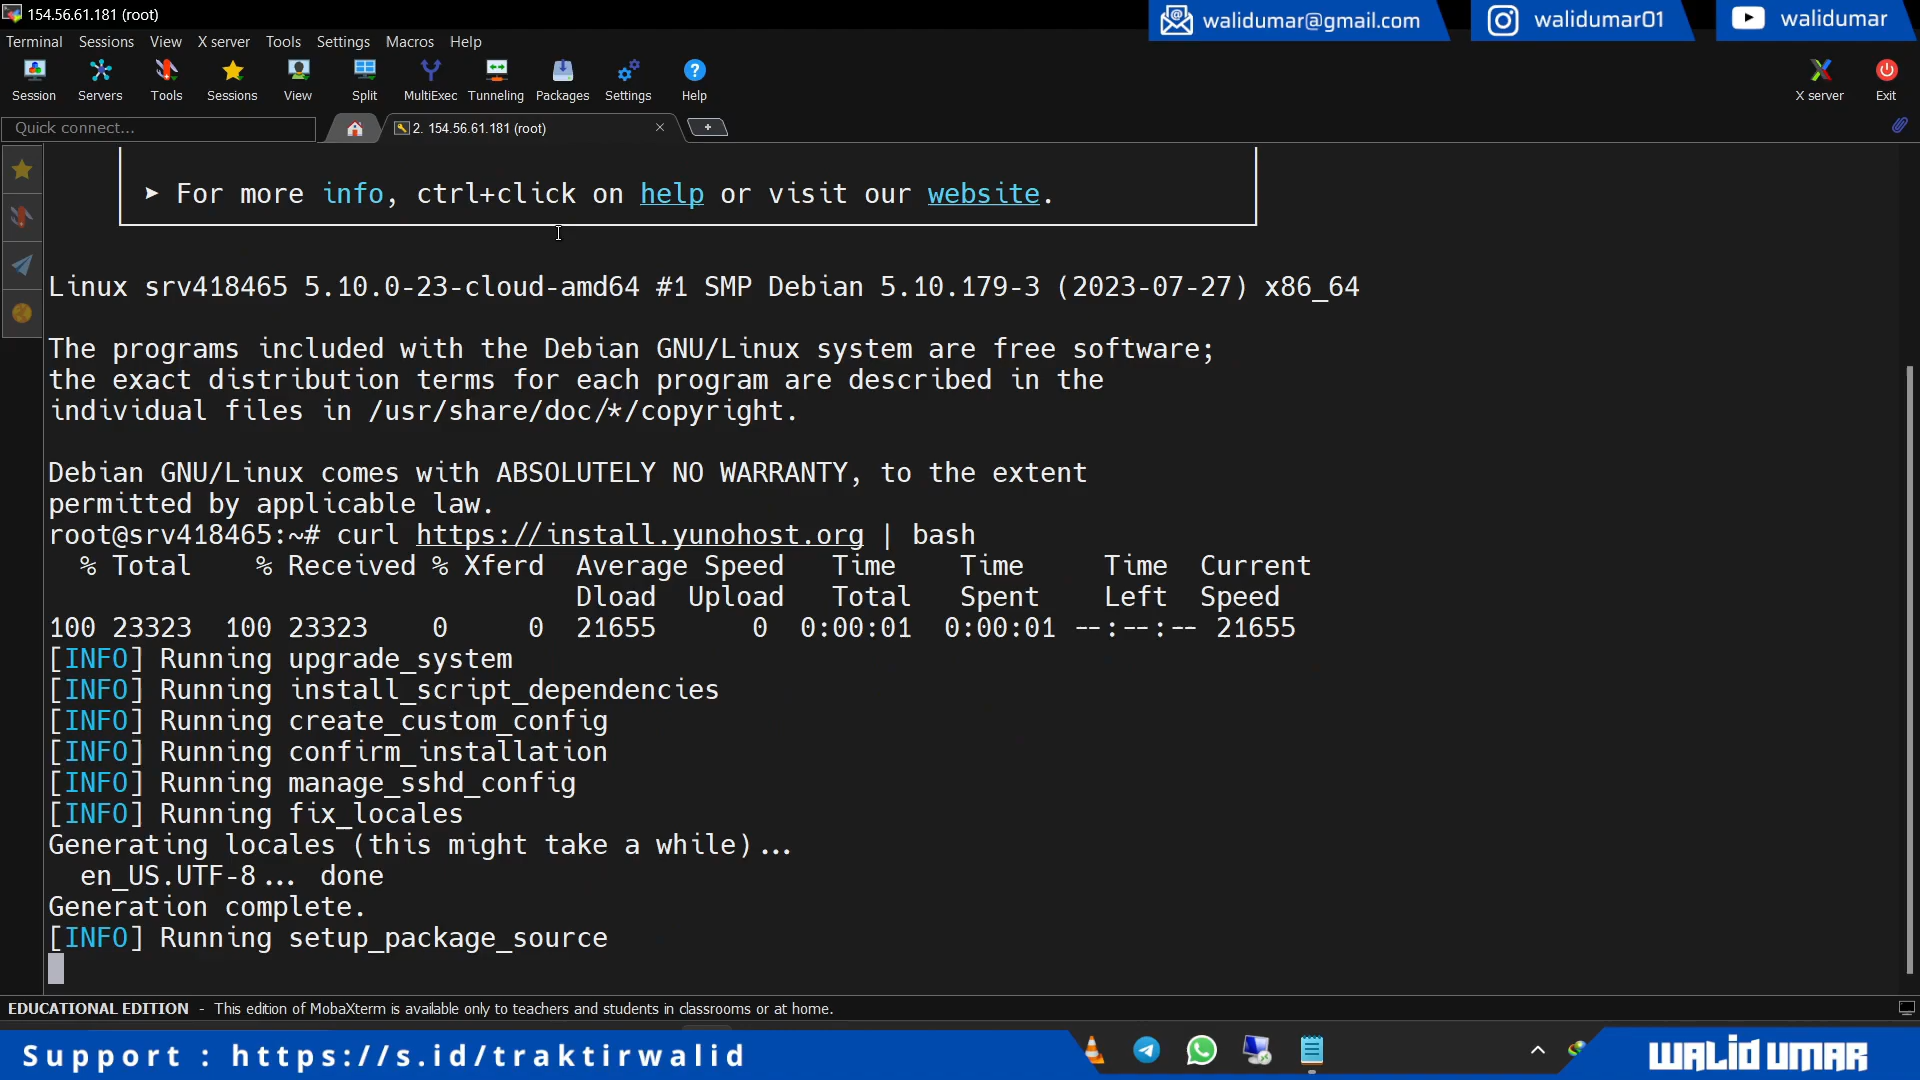 154.56.61.181 (root)
walidumar@gmail.com
walidumar01
walidumar
Terminal Sessions View X server Tools Settings Macros Help
Session Servers Tools Sessions View Split MultiExec Tunneling Packages Settings Help
X server Exit
Quick connect...
2. 154.56.61.181 (root)
➤ For more info, ctrl+click on help or visit our website.
Linux srv418465 5.10.0-23-cloud-amd64 #1 SMP Debian 5.10.179-3 (2023-07-27) x86_64
The programs included with the Debian GNU/Linux system are free software;
the exact distribution terms for each program are described in the
individual files in /usr/share/doc/*/copyright.
Debian GNU/Linux comes with ABSOLUTELY NO WARRANTY, to the extent
permitted by applicable law.
root@srv418465:~# curl https://install.yunohost.org | bash
% Total % Received % Xferd Average Speed Time Time Time Current
Dload Upload Total Spent Left Speed
100 23323 100 23323 0 0 21655 0 0:00:01 0:00:01 --:--:-- 21655
[INFO] Running upgrade_system
[INFO] Running install_script_dependencies
[INFO] Running create_custom_config
[INFO] Running confirm_installation
[INFO] Running manage_sshd_config
[INFO] Running fix_locales
Generating locales (this might take a while)...
en_US.UTF-8... done
Generation complete.
[INFO] Running setup_package_source
EDUCATIONAL EDITION - This edition of MobaXterm is available only to teachers and students in classrooms or at home.
Support : https://s.id/traktirwalid
WALID UMAR